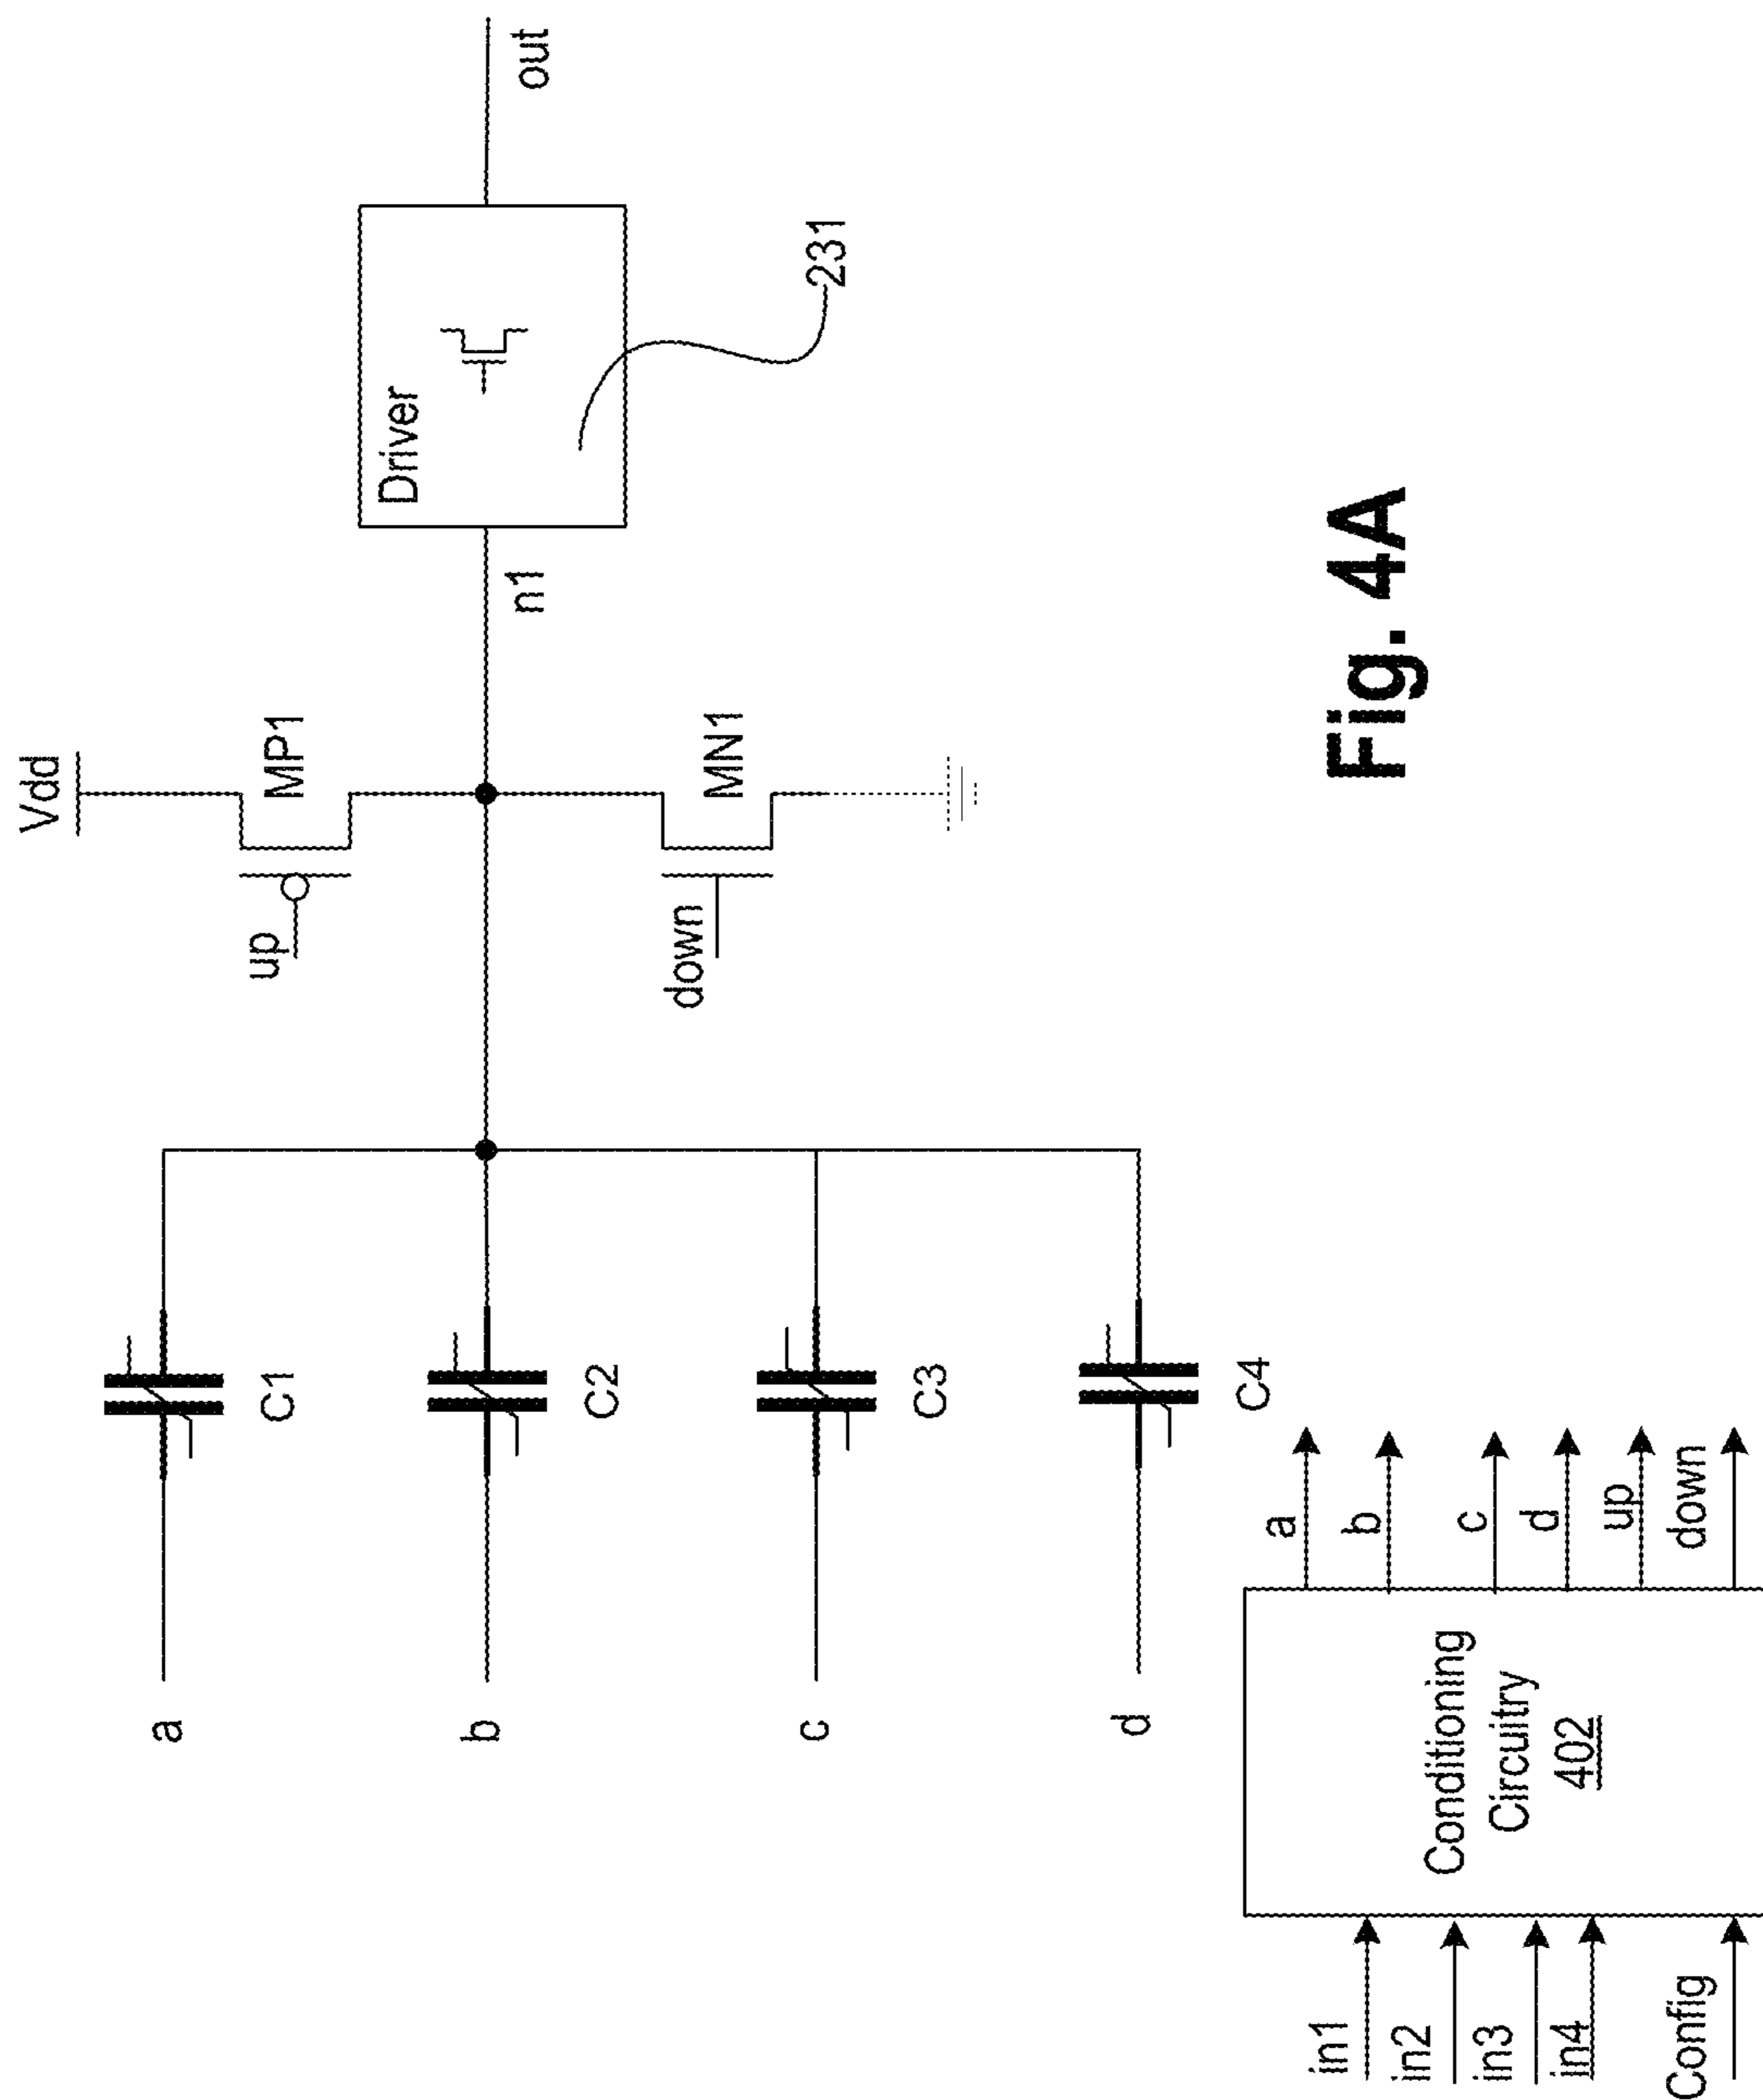 Vdd
up
MP1
a
C1
b
C2
c
C3
d
C4
down
MN1
n1
Driver
out
231
in1
in2
in3
in4
Config
Conditioning
Circuitry
402
a
b
c
d
up
down
Fig. 4A